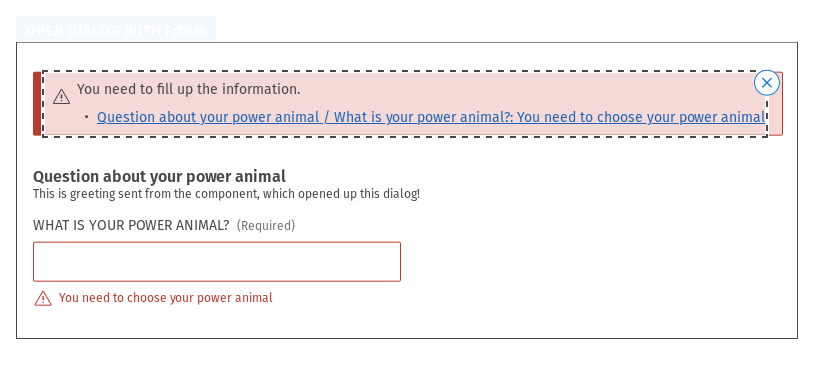 OPEN DIALOG WITH FORM
You need to fill up the information.
• Question about your power animal / What is your power animal?: You need to choose your power animal
Question about your power animal
This is greeting sent from the component, which opened up this dialog!
WHAT IS YOUR POWER ANIMAL? (Required)
You need to choose your power animal